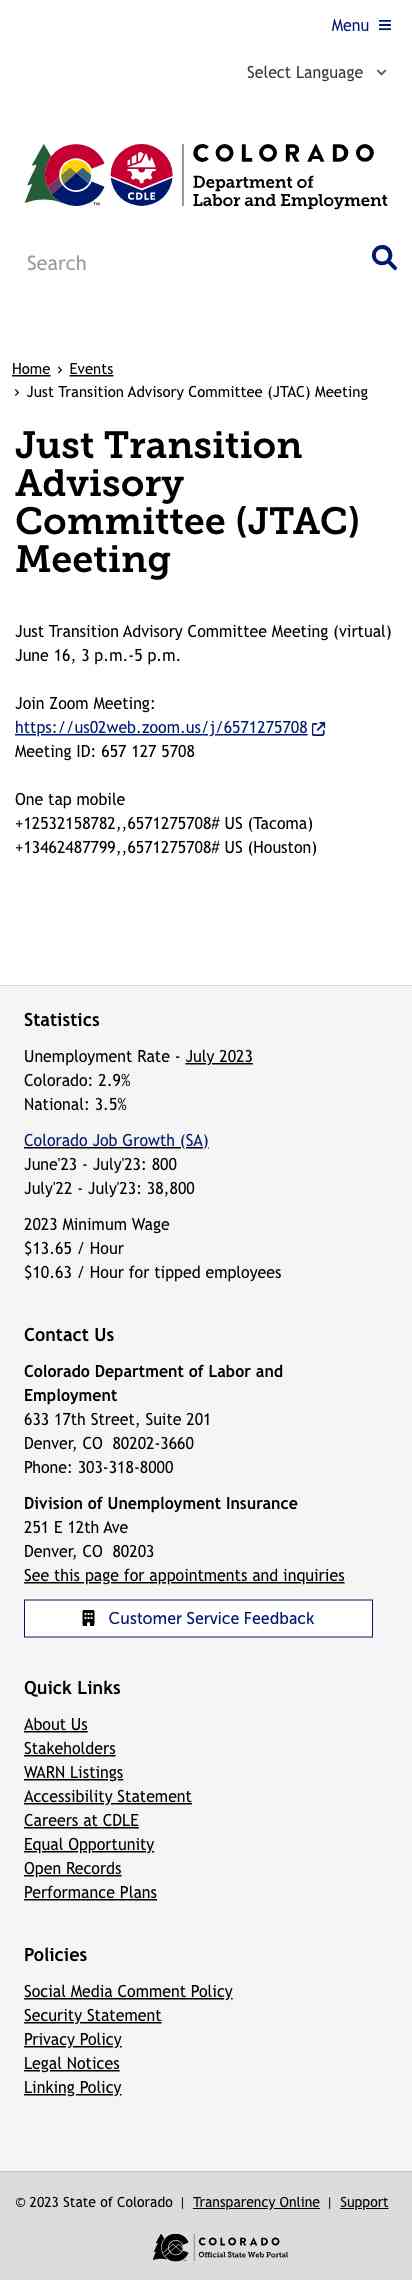 Menu
Select Language
CDLE
TM
COLORADO
Department of
Labor and Employment
Search
Home › Events
› Just Transition Advisory Committee (JTAC) Meeting
Just Transition
Advisory
Committee (JTAC)
Meeting
Just Transition Advisory Committee Meeting (virtual)
June 16, 3 p.m.-5 p.m.
Join Zoom Meeting:
https://us02web.zoom.us/j/6571275708
Meeting ID: 657 127 5708
One tap mobile
+12532158782,,6571275708# US (Tacoma)
+13462487799,,6571275708# US (Houston)
Statistics
Unemployment Rate - July 2023
Colorado: 2.9%
National: 3.5%
Colorado Job Growth (SA)
June'23 - July'23: 800
July'22 - July'23: 38,800
2023 Minimum Wage
$13.65 / Hour
$10.63 / Hour for tipped employees
Contact Us
Colorado Department of Labor and
Employment
633 17th Street, Suite 201
Denver, CO  80202-3660
Phone: 303-318-8000
Division of Unemployment Insurance
251 E 12th Ave
Denver, CO  80203
See this page for appointments and inquiries
Customer Service Feedback
Quick Links
About Us
Stakeholders
WARN Listings
Accessibility Statement
Careers at CDLE
Equal Opportunity
Open Records
Performance Plans
Policies
Social Media Comment Policy
Security Statement
Privacy Policy
Legal Notices
Linking Policy
© 2023 State of Colorado | Transparency Online | Support
COLORADO
Official State Web Portal